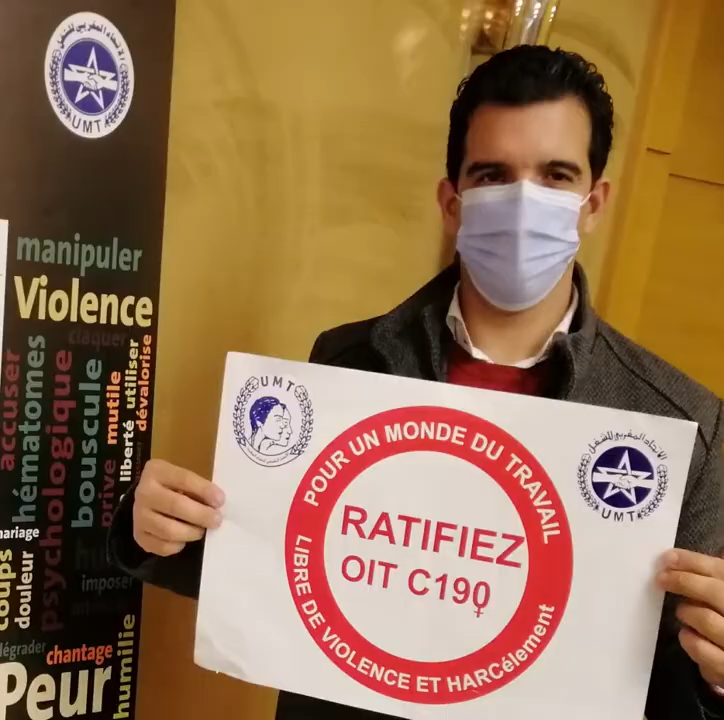 الاتحاد المغربي للشغل
UMT
manipuler
Violence
claquer
accuser
hématomes
psychologique
bouscule
prive
mutile
liberté
utiliser
dévalorise
mariage
coups
douleur
imposer
dégrader
chantage
humilie
Peur
UMT
الاتحاد المغربي للشغل
UMT
POUR UN MONDE DU TRAVAIL
RATIFIEZ
OIT C190
LIBRE DE VIOLENCE ET HARCélement